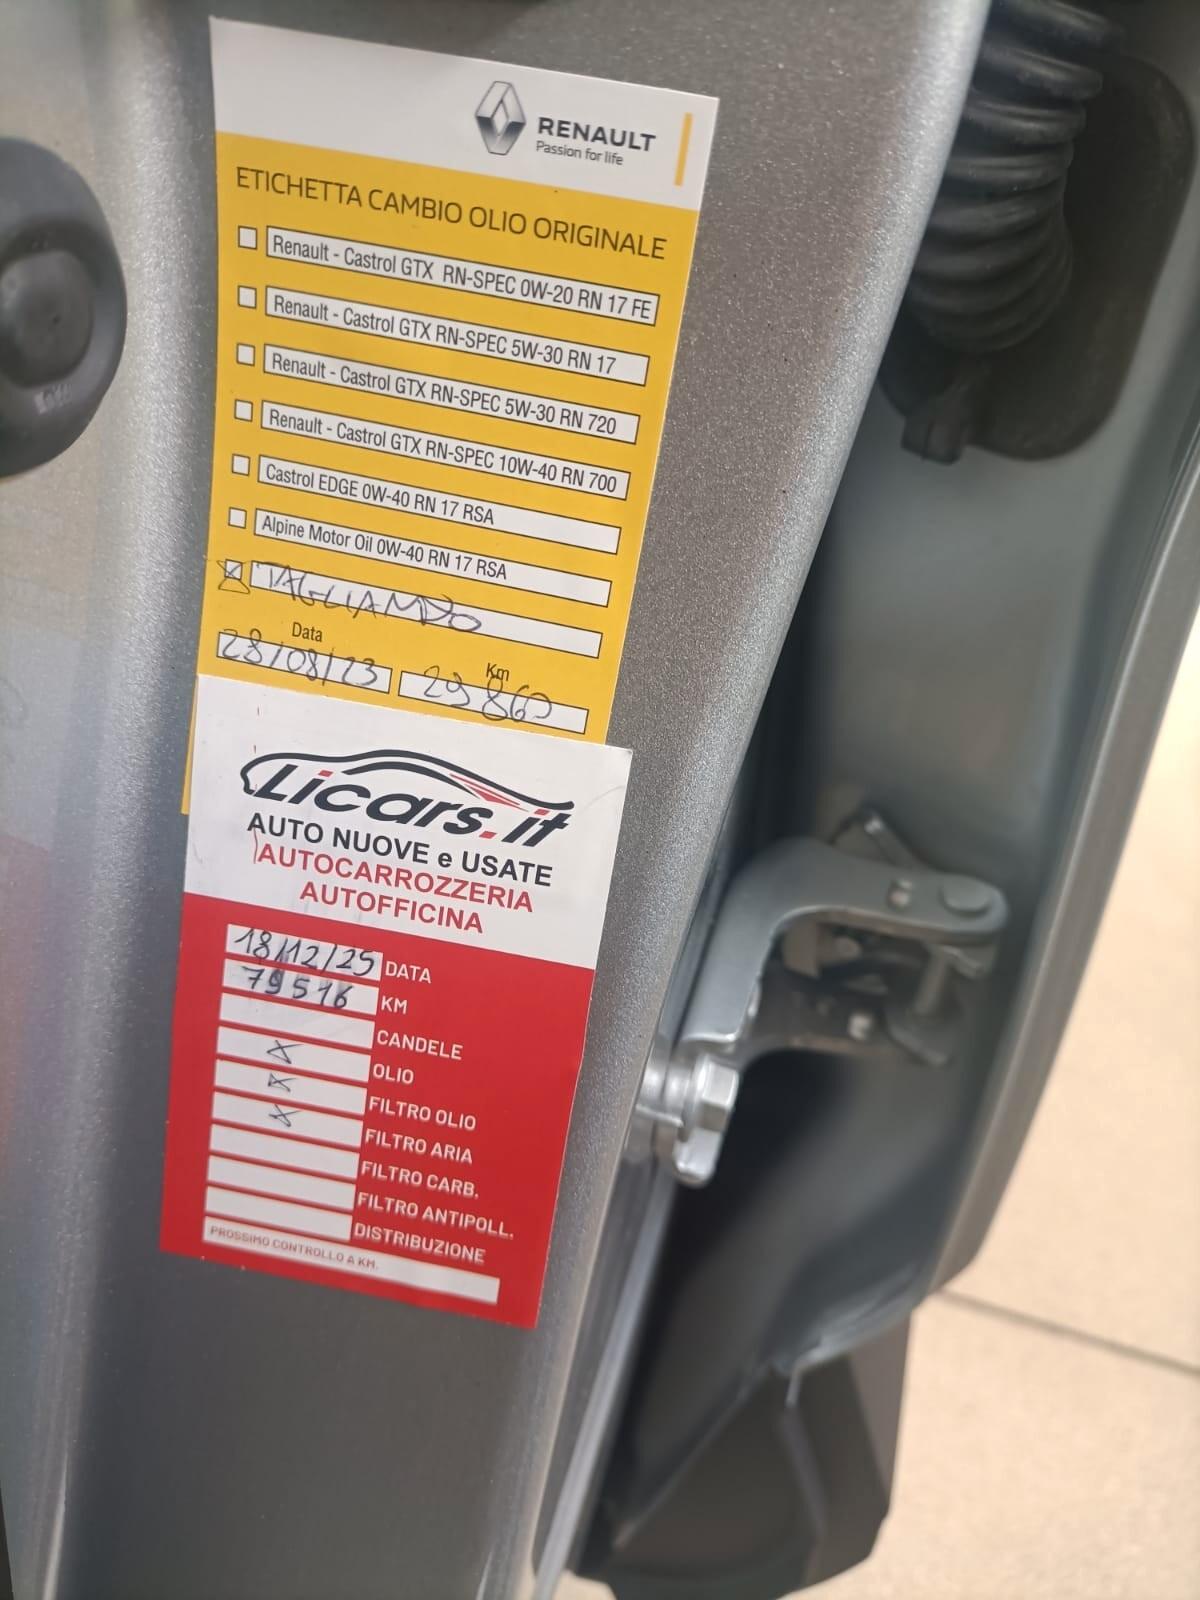 RENAULT
Passion for life
ETICHETTA CAMBIO OLIO ORIGINALE
Renault - Castrol GTX RN-SPEC 0W-20 RN 17 FE
Renault - Castrol GTX RN-SPEC 5W-30 RN 17
Renault - Castrol GTX RN-SPEC 5W-30 RN 720
Renault - Castrol GTX RN-SPEC 10W-40 RN 700
Castrol EDGE 0W-40 RN 17 RSA
Alpine Motor Oil 0W-40 RN 17 RSA
X TAGLIANDO
Data Km
28/08/23 29860
Licars.it
AUTO NUOVE e USATE
AUTOCARROZZERIA
AUTOFFICINA
18/12/25 DATA
79516 KM
CANDELE
X OLIO
X FILTRO OLIO
X FILTRO ARIA
FILTRO CARB.
FILTRO ANTIPOLL.
DISTRIBUZIONE
PROSSIMO CONTROLLO A KM.